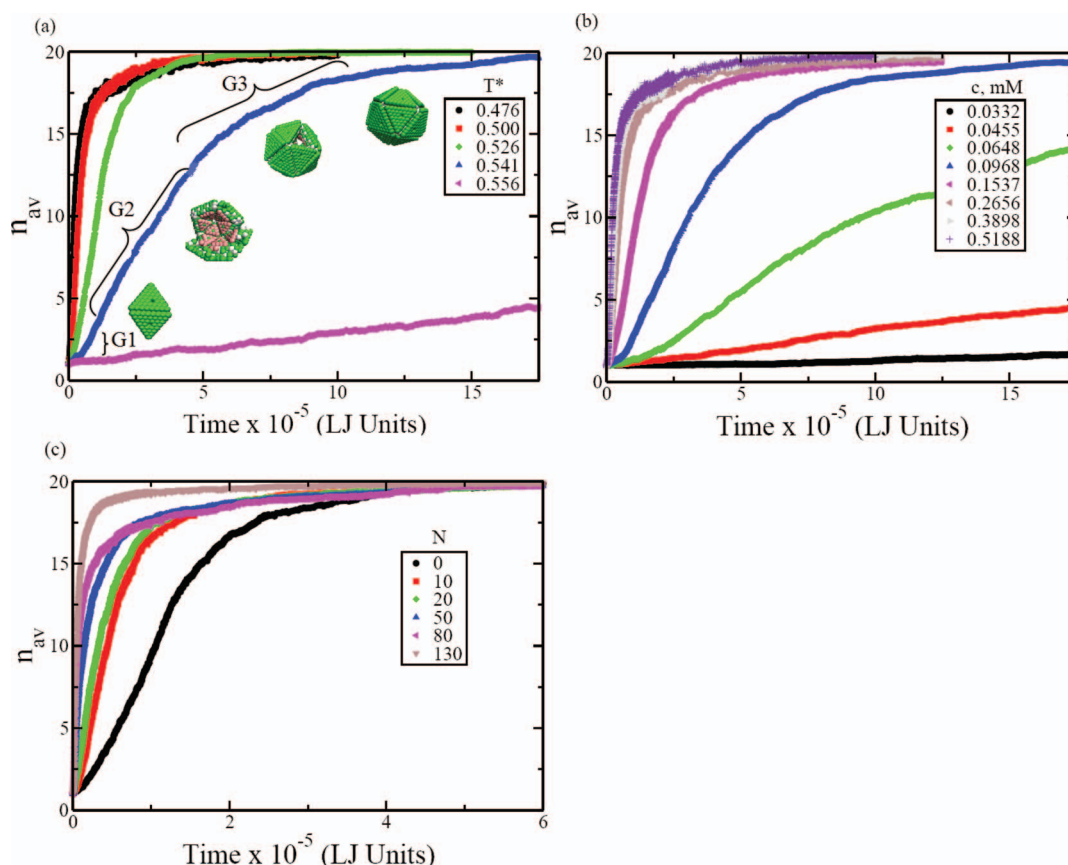 (a)
20
15
10
5
0
n_av
G3
G2
G1
T*
0.476
0.500
0.526
0.541
0.556
0 5 10 15
Time x 10^-5 (LJ Units)
(b)
20
15
10
5
0
n_av
c, mM
0.0332
0.0455
0.0648
0.0968
0.1537
0.2656
0.3898
0.5188
0 5 10 15
Time x 10^-5 (LJ Units)
(c)
20
15
10
5
0
n_av
N
0
10
20
50
80
130
0 2 4 6
Time x 10^-5 (LJ Units)